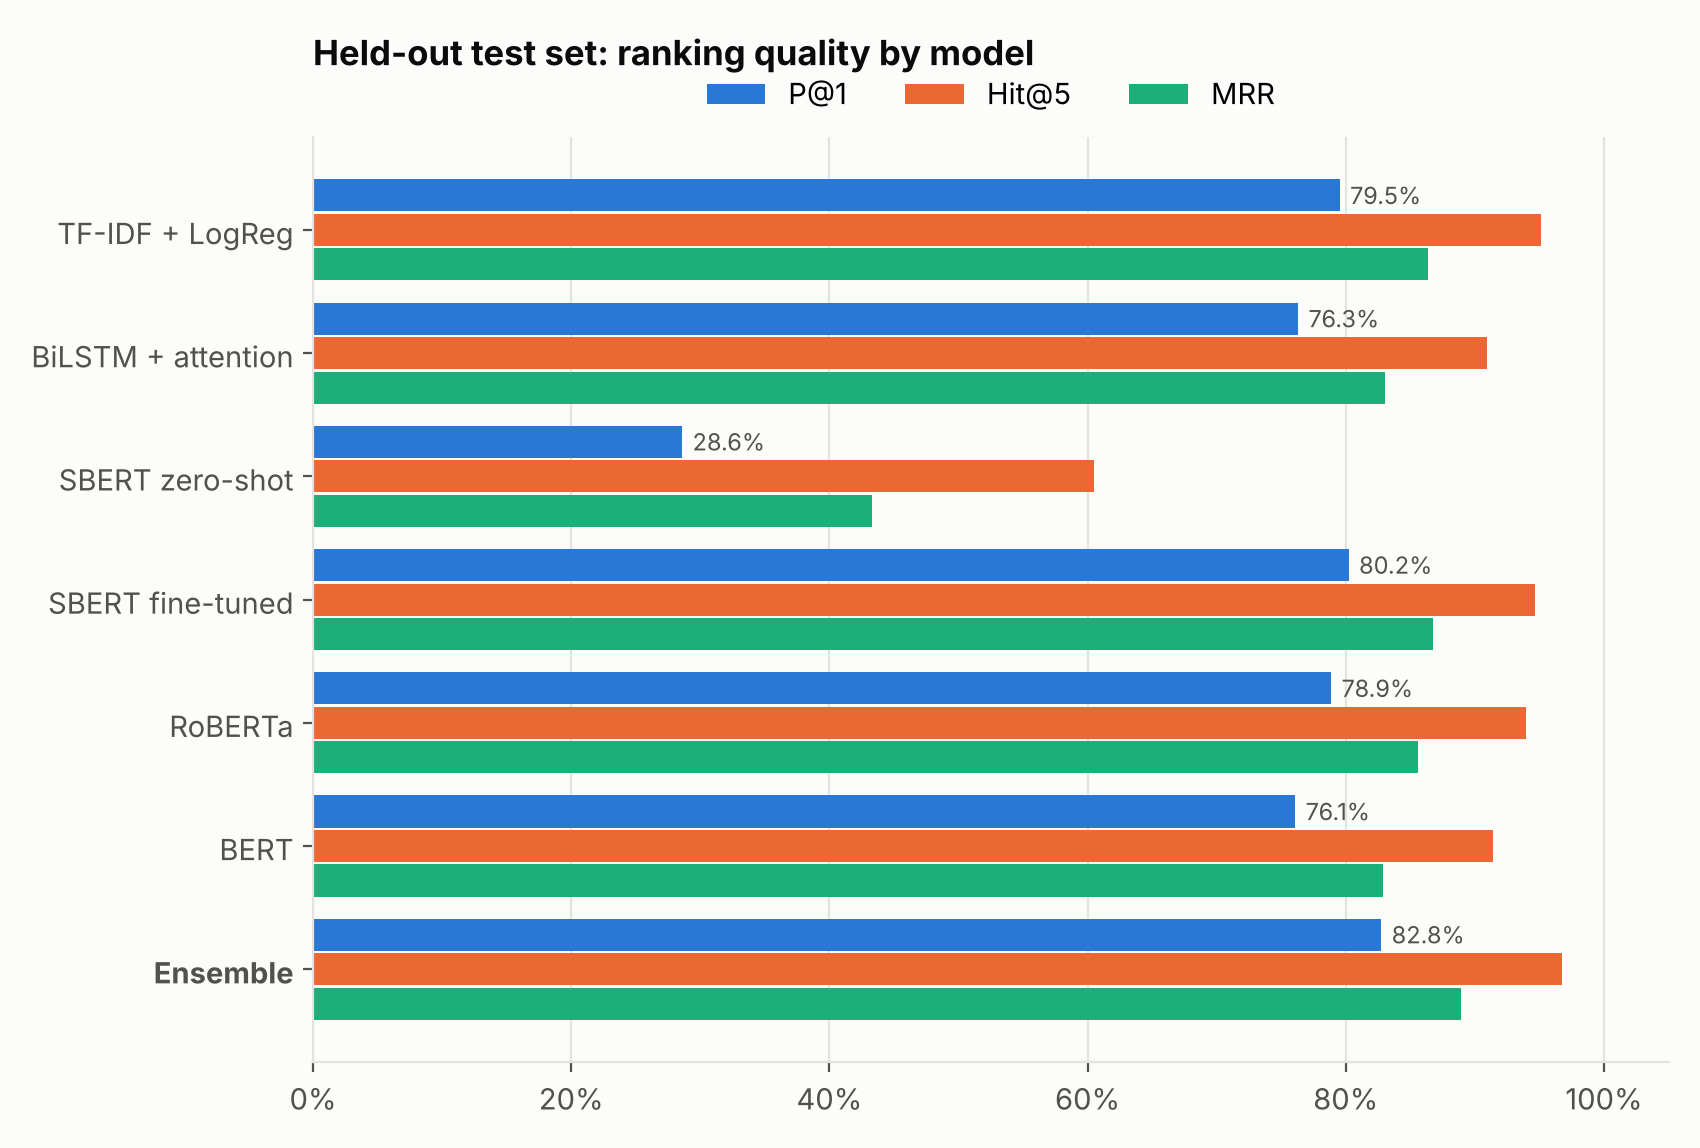 Held-out test set: ranking quality by model
P@1 Hit@5 MRR
79.5%
TF-IDF + LogReg
76.3%
BiLSTM + attention
28.6%
SBERT zero-shot
80.2%
SBERT fine-tuned
78.9%
RoBERTa
76.1%
BERT
82.8%
Ensemble
0% 20% 40% 60% 80% 100%